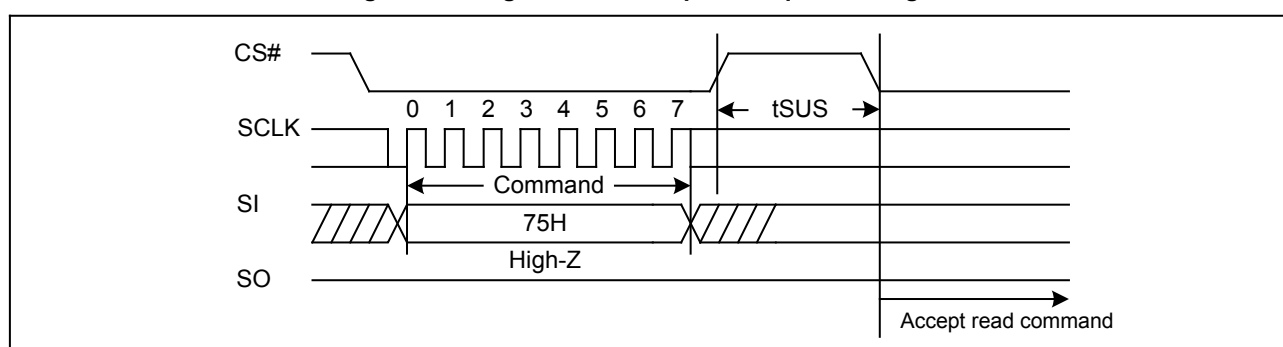 CS#
tSUS
0 1 2 3 4 5 6 7
SCLK
Command
SI
75H
High-Z
SO
Accept read command